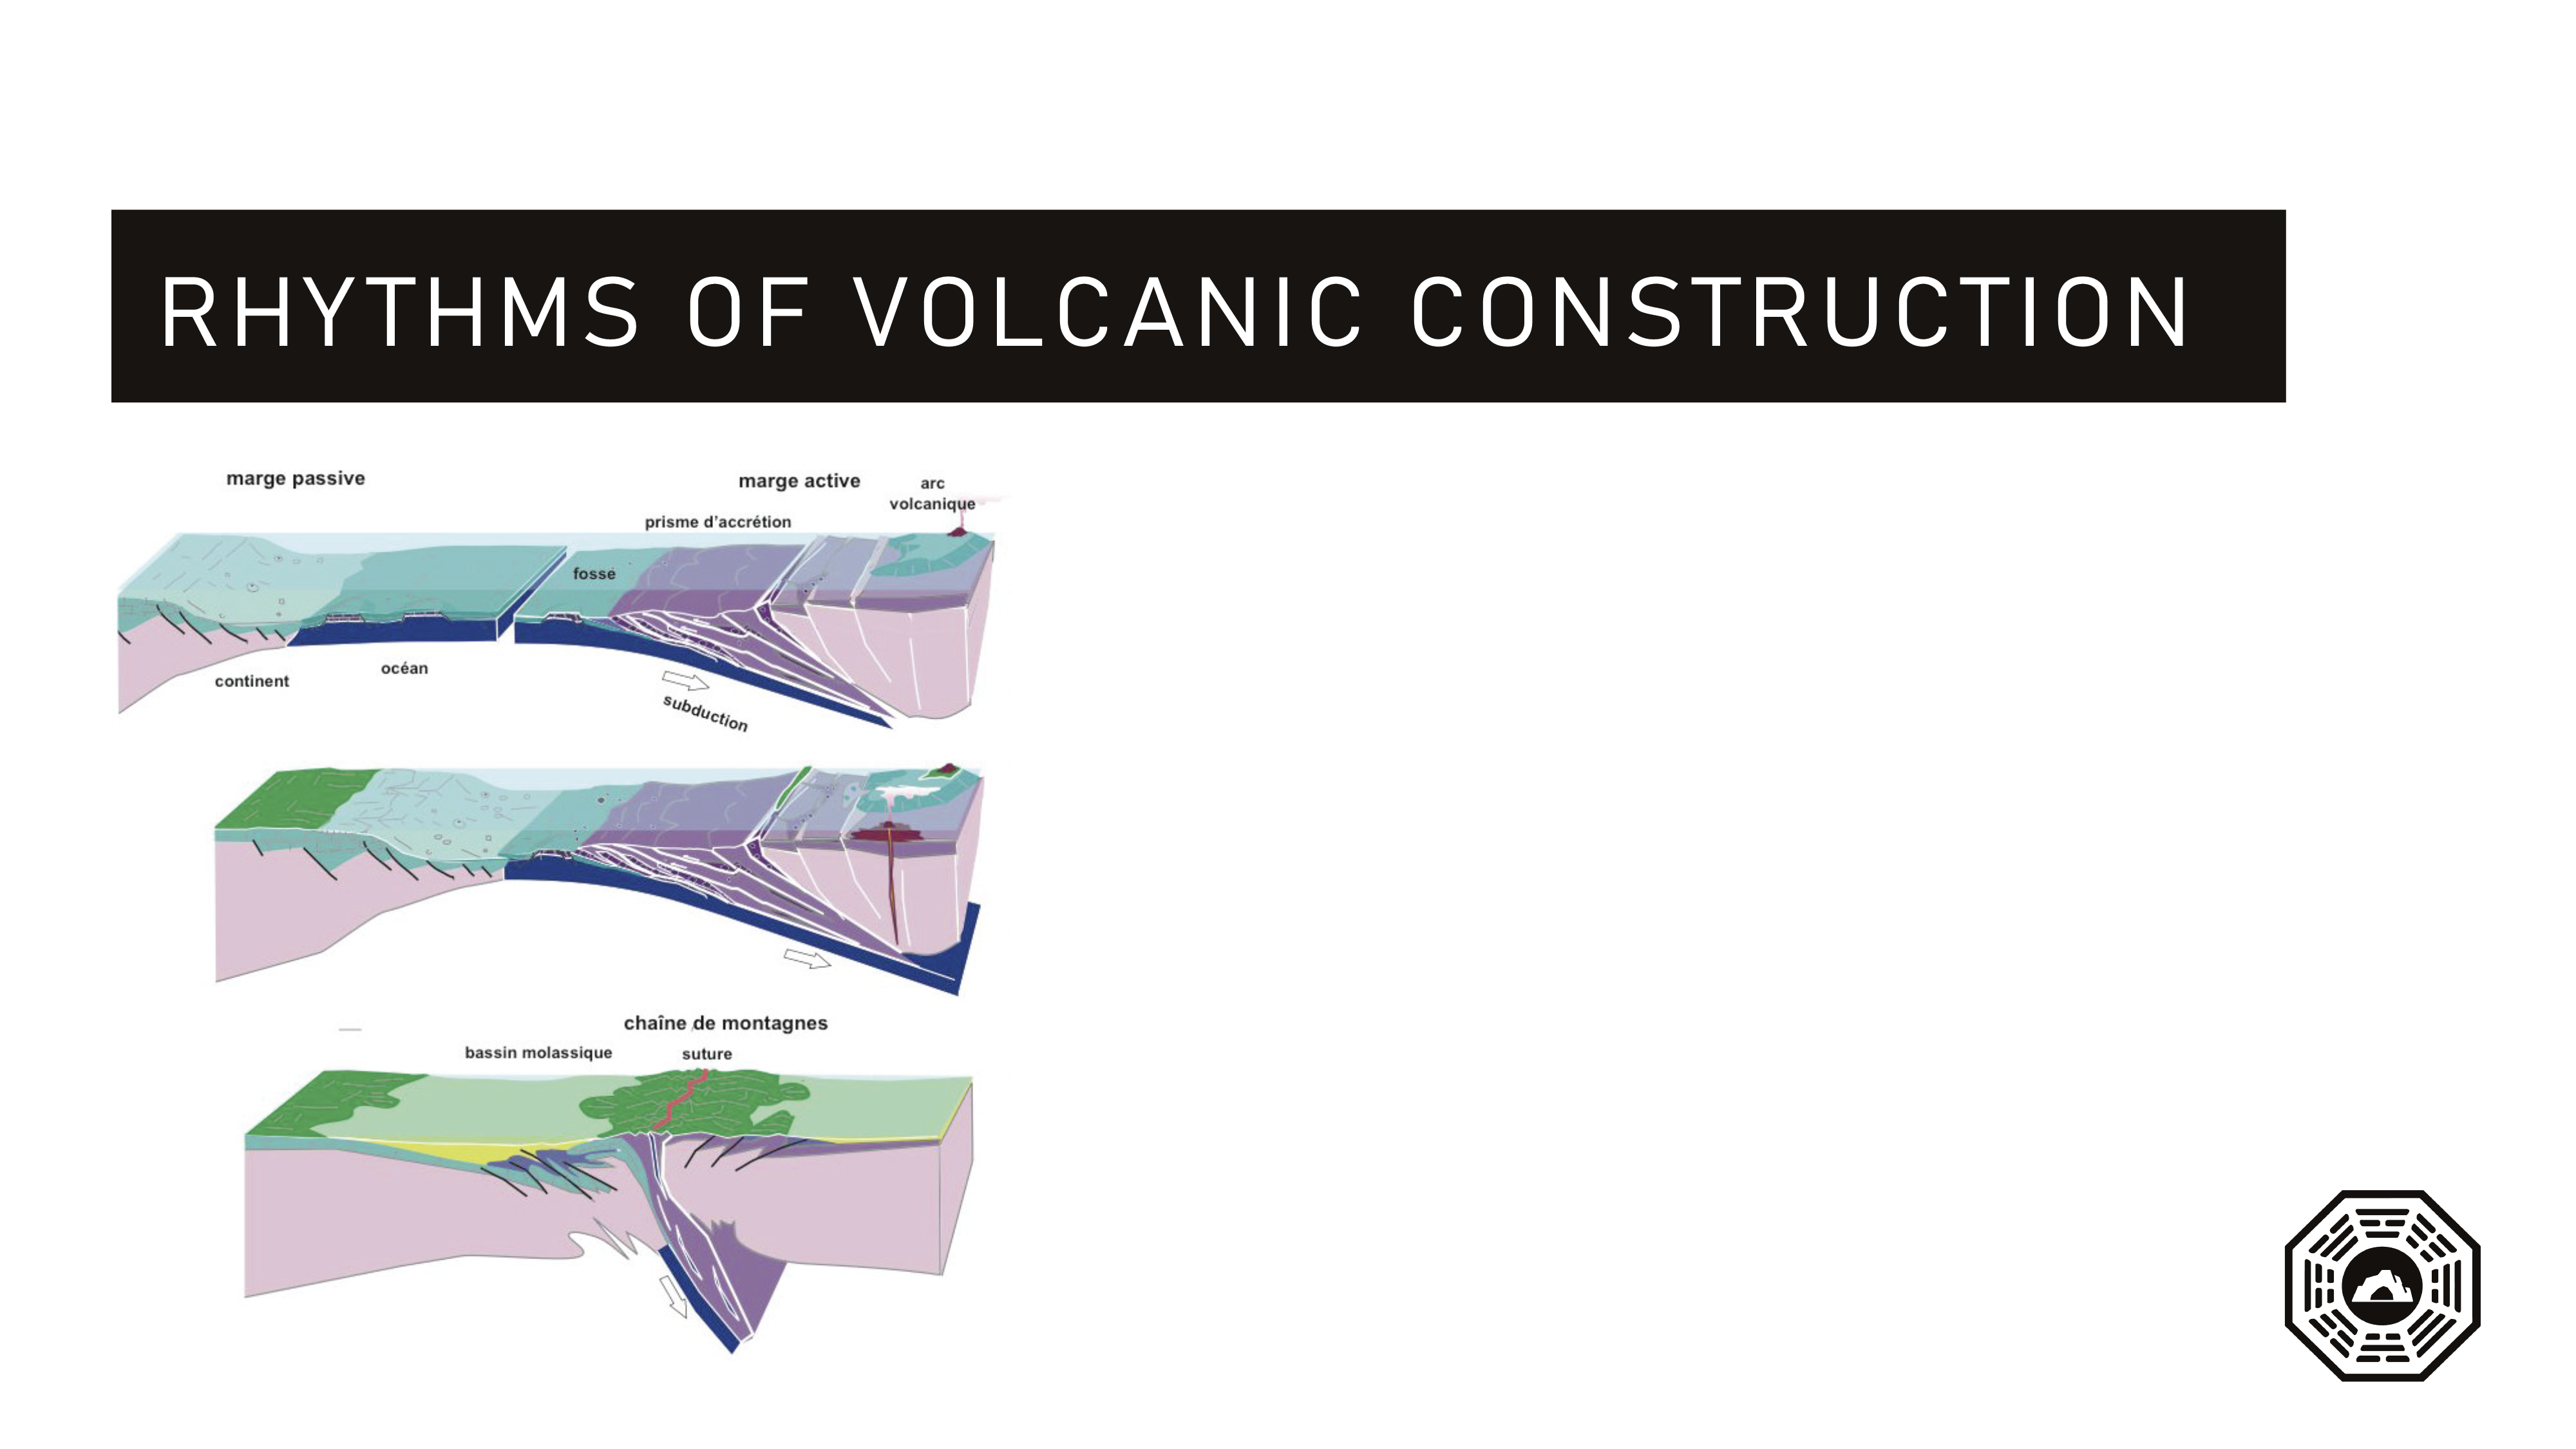 RHYTHMS OF VOLCANIC CONSTRUCTION
marge passive
marge active
arc
volcanique
prisme d'accrétion
fosse
océan
continent
subduction
chaîne de montagnes
bassin molassique
suture